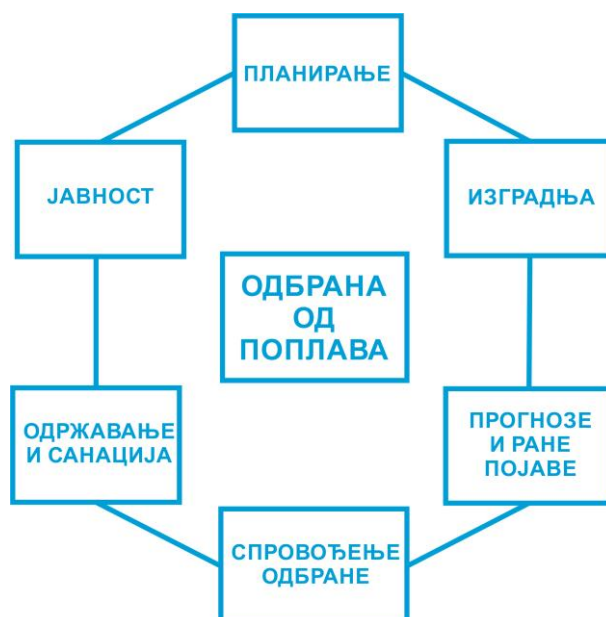 ПЛАНИРАЊЕ
ЈАВНОСТ
ИЗГРАДЊА
ОДБРАНА
ОД
ПОПЛАВА
ОДРЖАВАЊЕ
И САНАЦИЈА
ПРОГНОЗЕ
И РАНЕ
ПОЈАВЕ
СПРОВОЂЕЊЕ
ОДБРАНЕ